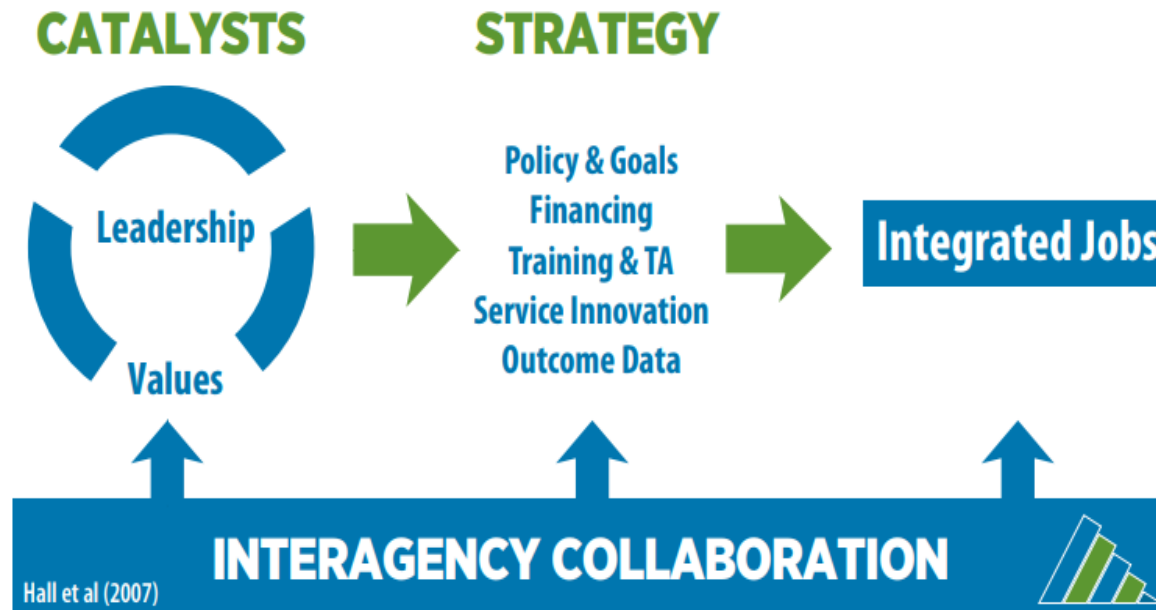 CATALYSTS
Leadership
Values
STRATEGY
Policy & Goals
Financing
Training & TA
Service Innovation
Outcome Data
Integrated Jobs
INTERAGENCY COLLABORATION
Hall et al (2007)